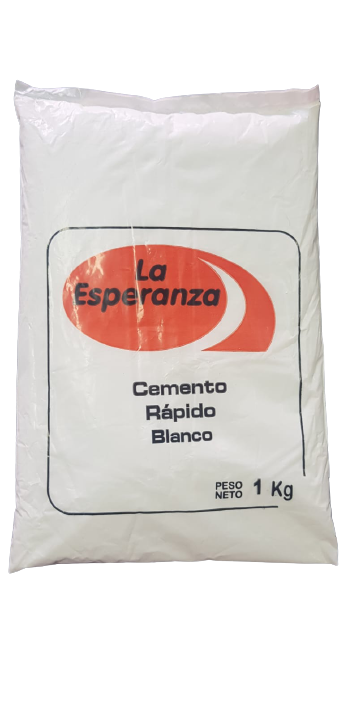 La
Esperanza
Cemento
Rápido
Blanco
PESO
NETO 1 Kg